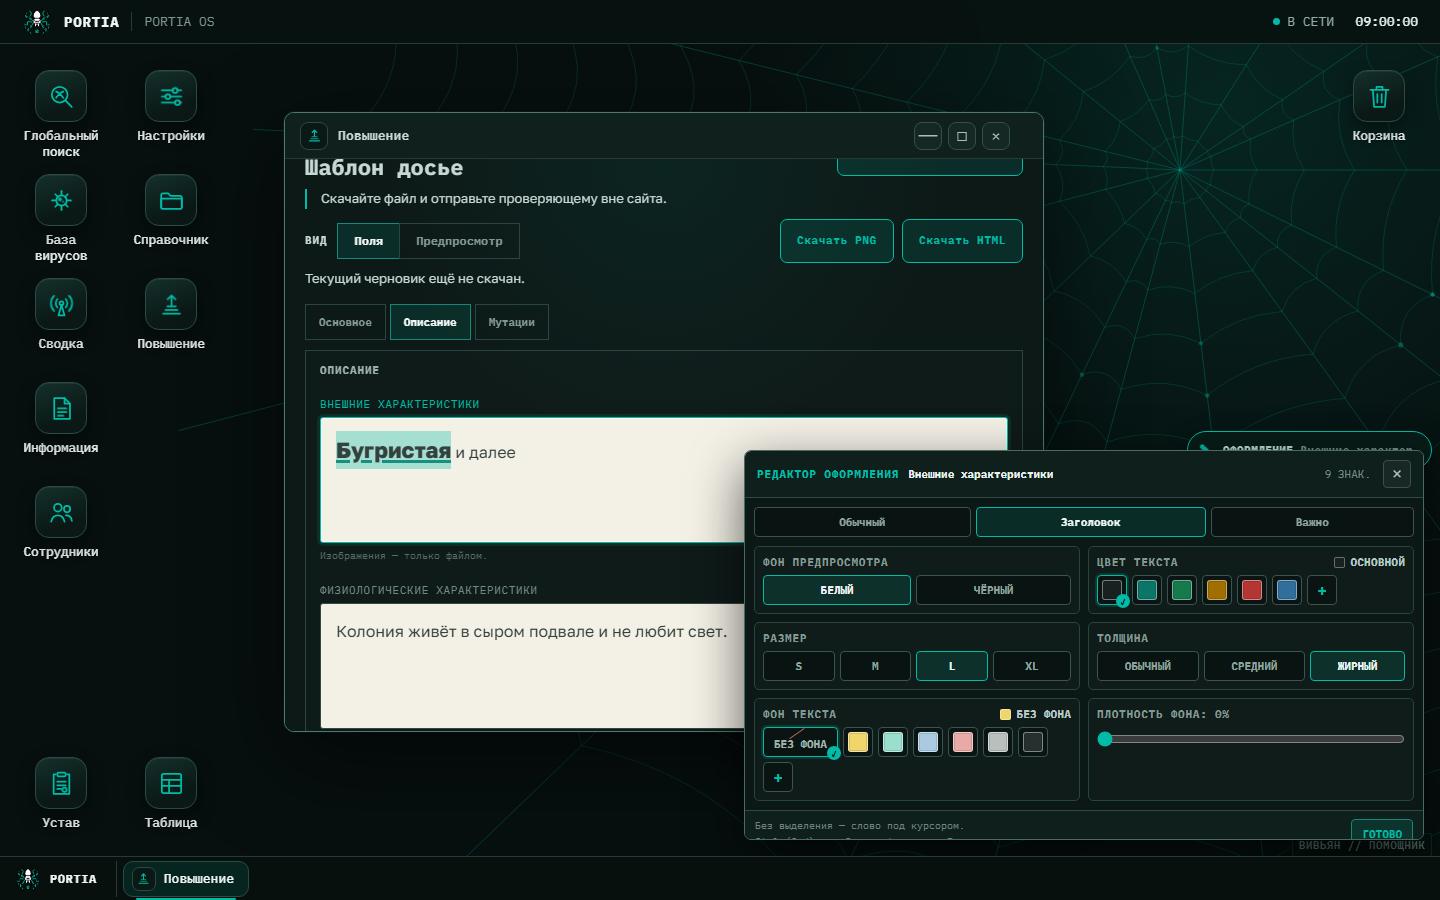 PORTIA
PORTIA OS
В СЕТИ
09:00:00
Глобальный
поиск
Настройки
База
вирусов
Справочник
Сводка
Повышение
Информация
Сотрудники
Устав
Таблица
Корзина
Повышение
Шаблон досье
Скачайте файл и отправьте проверяющему вне сайта.
ВИД
Поля
Предпросмотр
Скачать PNG
Скачать HTML
Текущий черновик ещё не скачан.
Основное
Описание
Мутации
ОПИСАНИЕ
ВНЕШНИЕ ХАРАКТЕРИСТИКИ
Бугристая и далее
Изображения — только файлом.
ФИЗИОЛОГИЧЕСКИЕ ХАРАКТЕРИСТИКИ
Колония живёт в сыром подвале и не любит свет.
ОФОРМЛЕНИЕ Внешние характер
РЕДАКТОР ОФОРМЛЕНИЯ Внешние характеристики
9 ЗНАК.
Обычный
Заголовок
Важно
ФОН ПРЕДПРОСМОТРА
БЕЛЫЙ
ЧЁРНЫЙ
ЦВЕТ ТЕКСТА
ОСНОВНОЙ
РАЗМЕР
S
M
L
XL
ТОЛЩИНА
ОБЫЧНЫЙ
СРЕДНИЙ
ЖИРНЫЙ
ФОН ТЕКСТА
БЕЗ ФОНА
БЕЗ ФОНА
ПЛОТНОСТЬ ФОНА: 0%
Без выделения — слово под курсором.
ГОТОВО
ВИВЬЯН // ПОМОЩНИК
PORTIA
Повышение